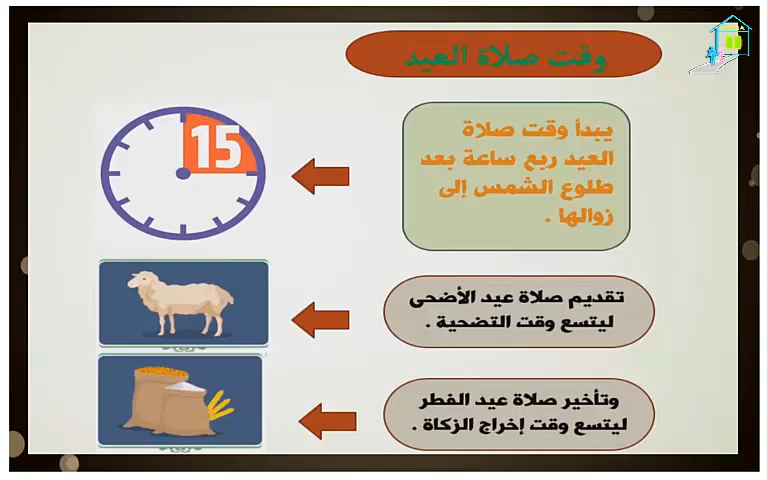 وقت صلاة العيد
يبدأ وقت صلاة
العيد ربع ساعة بعد
طلوع الشمس إلى
زوالها .
15
تقديم صلاة عيد الأضحى
ليتسع وقت التضحية .
وتأخير صلاة عيد الفطر
ليتسع وقت إخراج الزكاة .